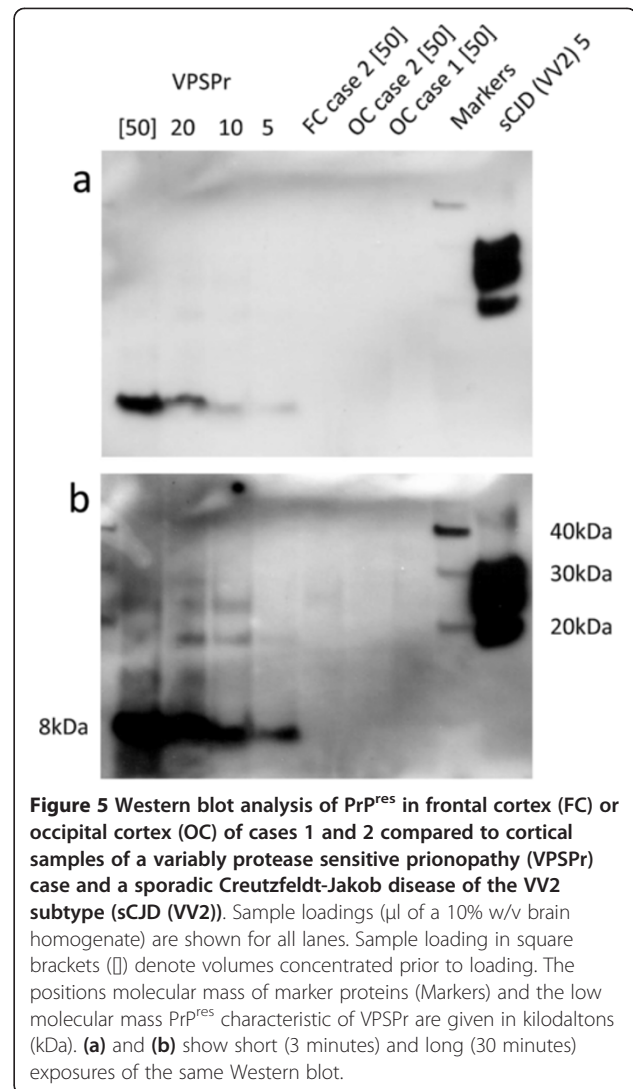 VPSPr
[50] 20 10 5 FC case 2 [50] OC case 2 [50] OC case 1 [50] Markers sCJD (VV2) 5
a
b
40kDa
30kDa
20kDa
8kDa
Figure 5 Western blot analysis of PrPres in frontal cortex (FC) or
occipital cortex (OC) of cases 1 and 2 compared to cortical
samples of a variably protease sensitive prionopathy (VPSPr)
case and a sporadic Creutzfeldt-Jakob disease of the VV2
subtype (sCJD (VV2)). Sample loadings (μl of a 10% w/v brain
homogenate) are shown for all lanes. Sample loading in square
brackets ([]) denote volumes concentrated prior to loading. The
positions molecular mass of marker proteins (Markers) and the low
molecular mass PrPres characteristic of VPSPr are given in kilodaltons
(kDa). (a) and (b) show short (3 minutes) and long (30 minutes)
exposures of the same Western blot.